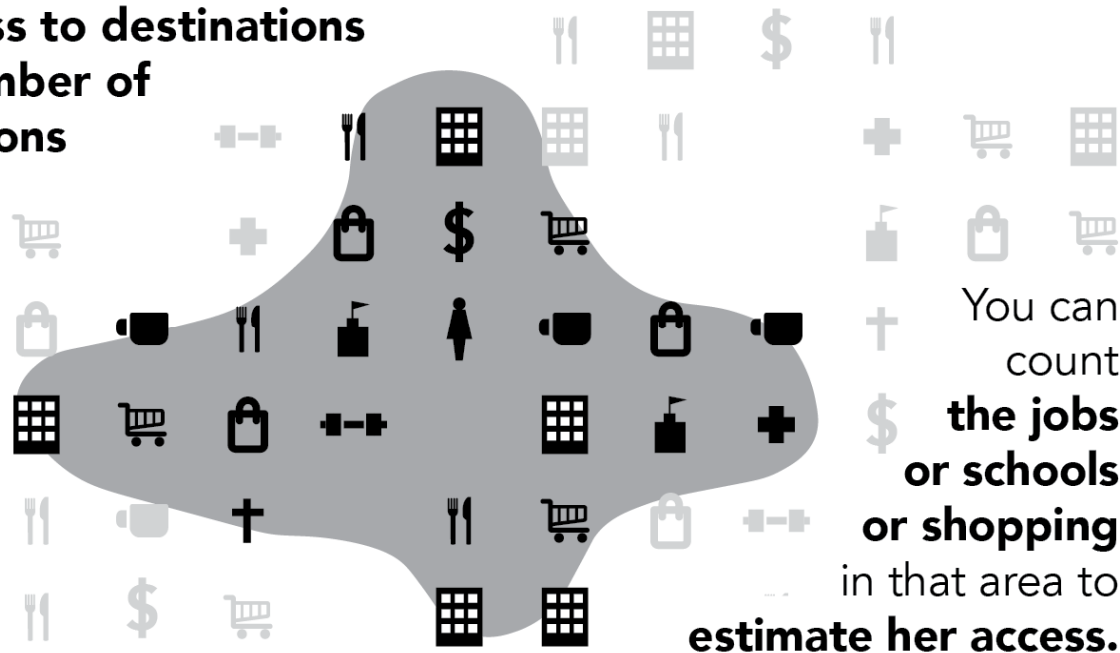 ss to destinations
mber of
ons
You can
count
the jobs
or schools
or shopping
in that area to
estimate her access.